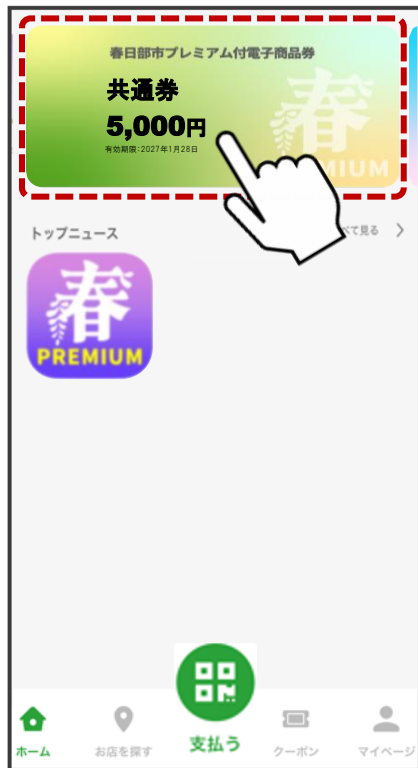 春日部市プレミアム付電子商品券
共通券
5,000円
有効期限:2027年1月28日
春
MIUM
トップニュース
て見る
春
PREMIUM
ホーム
お店を探す
支払う
クーポン
マイページ